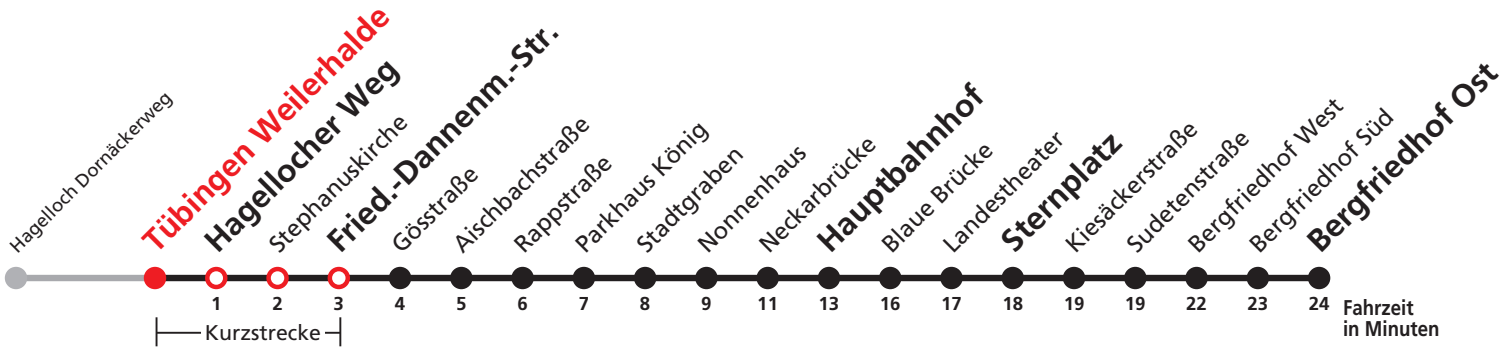 Hagelloch Dornäckerweg
Tübingen Weilerhalde
Hagellocher Weg
Stephanuskirche
Fried.-Dannenm.-Str.
Gösstraße
Aischbachstraße
Rappstraße
Parkhaus König
Stadtgraben
Nonnenhaus
Neckarbrücke
Hauptbahnhof
Blaue Brücke
Landestheater
Sternplatz
Kiesäckerstraße
Sudetenstraße
Bergfriedhof West
Bergfriedhof Süd
Bergfriedhof Ost
1 2 3 4 5 6 7 8 9 11 13 16 17 18 19 19 22 23 24
Fahrzeit
in Minuten
Kurzstrecke